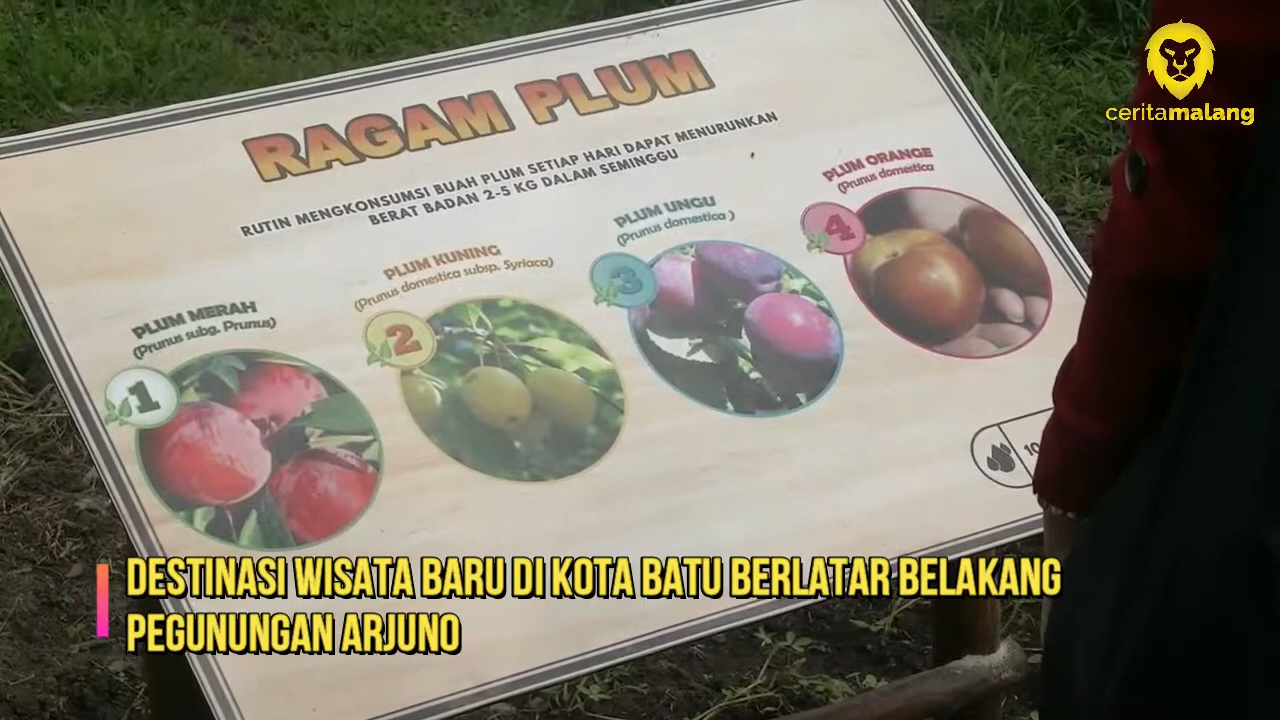 ceritamalang
RAGAM PLUM
RUTIN MENGKONSUMSI BUAH PLUM SETIAP HARI DAPAT MENURUNKAN
BERAT BADAN 2-5 KG DALAM SEMINGGU
PLUM MERAH
(Prunus subg. Prunus)
1
PLUM KUNING
(Prunus domestica subsp. Syriaca)
2
PLUM UNGU
(Prunus domestica )
3
PLUM ORANGE
(Prunus domestica
4
DESTINASI WISATA BARU DI KOTA BATU BERLATAR BELAKANG
PEGUNUNGAN ARJUNO